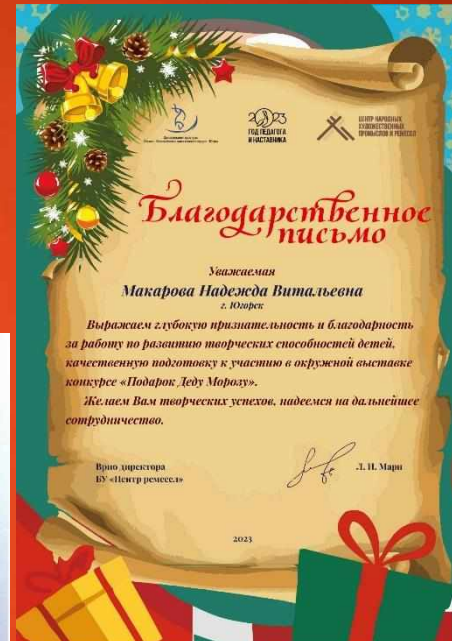 2023
ГОД ПЕДАГОГА
И НАСТАВНИКА
ЦЕНТР НАРОДНЫХ
ХУДОЖЕСТВЕННЫХ
ПРОМЫСЛОВ И РЕМЕСЕЛ
Благодарственное
письмо
Уважаемая
Макарова Надежда Витальевна
г. Югорск
Выражаем глубокую признательность и благодарность
за работу по развитию творческих способностей детей,
качественную подготовку к участию в окружной выставке
конкурсе «Подарок Деду Морозу».
Желаем Вам творческих успехов, надеемся на дальнейшее
сотрудничество.
Врио директора
БУ «Центр ремесел»
Л. Н. Мари
2023